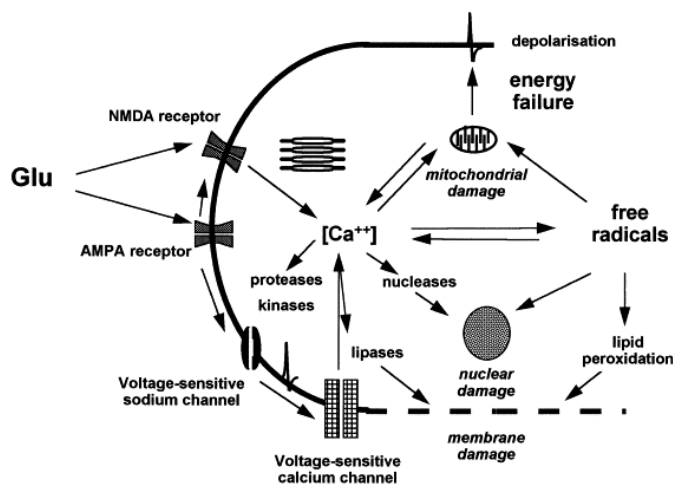 depolarisation
energy
failure
NMDA receptor
Glu
mitochondrial
damage
free
radicals
[Ca++]
AMPA receptor
proteases
kinases
nucleases
lipases
lipid
peroxidation
nuclear
damage
Voltage-sensitive
sodium channel
membrane
damage
Voltage-sensitive
calcium channel